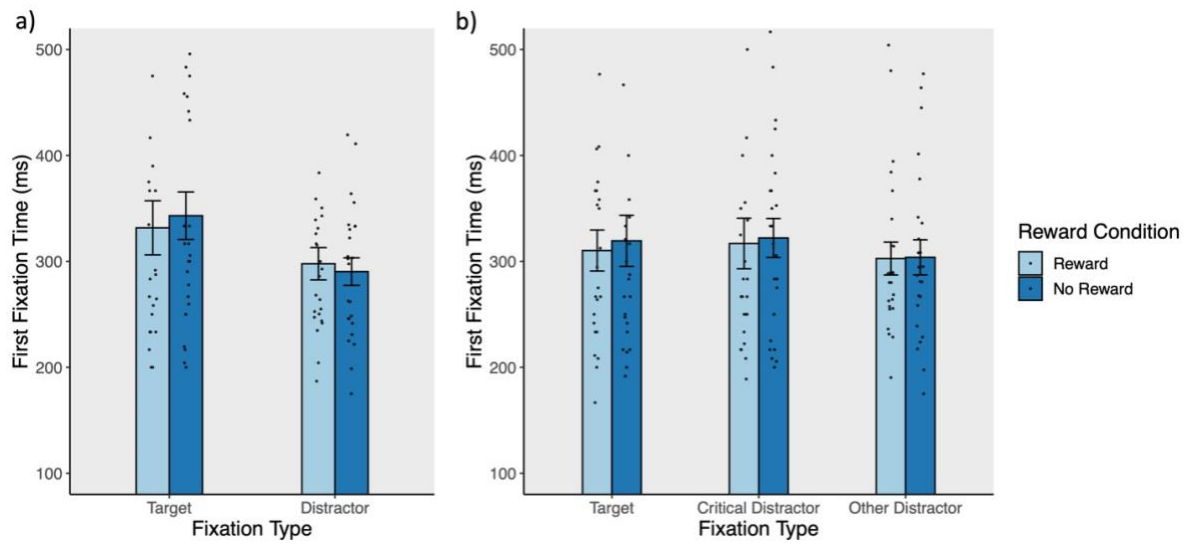 a)
First Fixation Time (ms)
500
400
300
200
100
Target
Distractor
Fixation Type
b)
First Fixation Time (ms)
500
400
300
200
100
Target
Critical Distractor
Other Distractor
Fixation Type
Reward Condition
Reward
No Reward